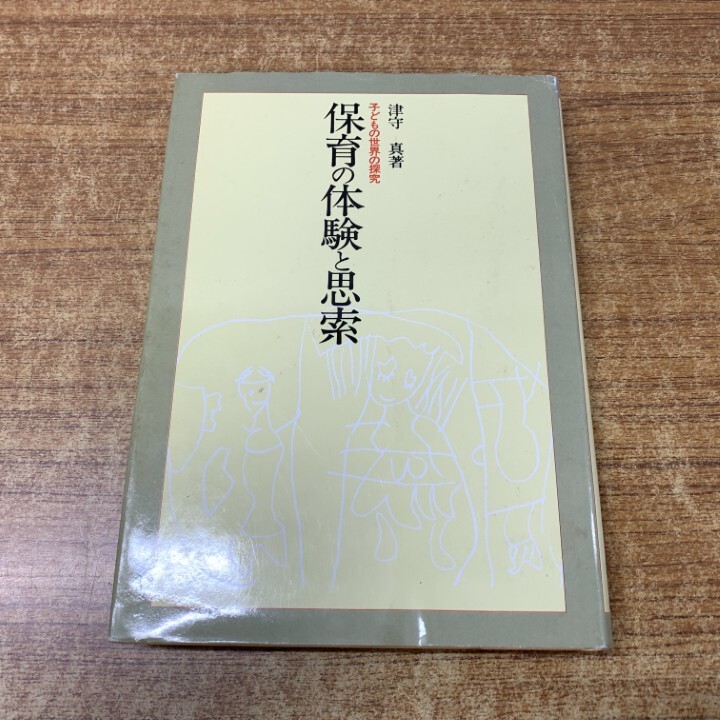 津守 真著
子どもの世界の探究
保育の体験と思索